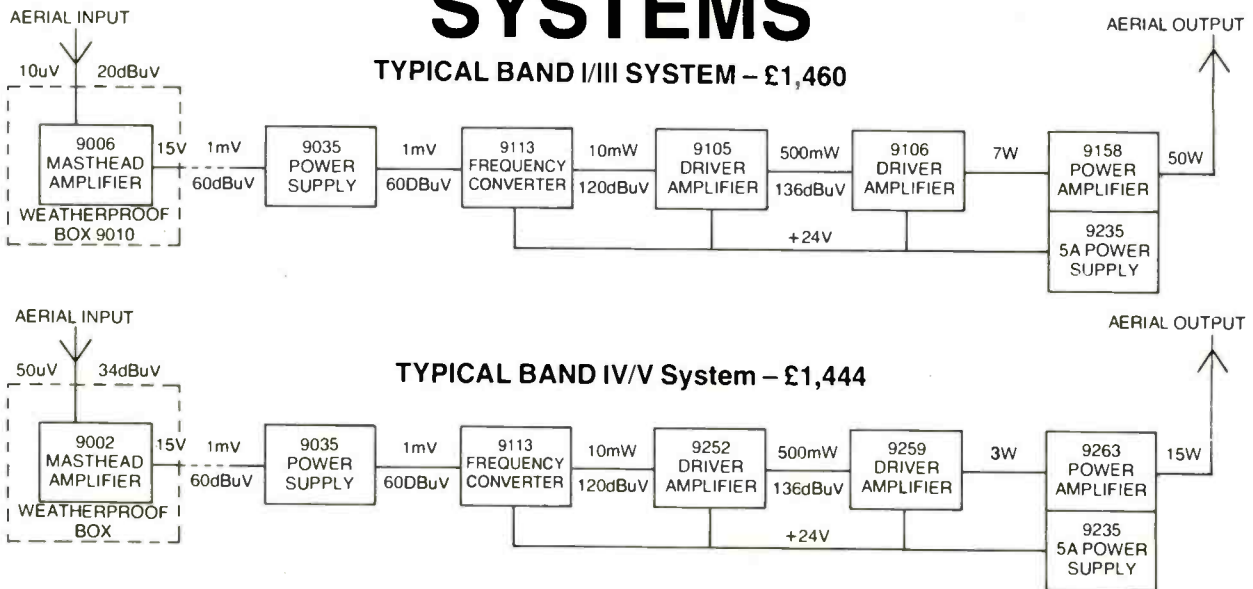 SYSTEMS
TYPICAL BAND I/III SYSTEM – £1,460
AERIAL INPUT
10uV 20dBuV
9006
MASTHEAD
AMPLIFIER
WEATHERPROOF
BOX 9010
15V
1mV
60dBuV
9035
POWER
SUPPLY
1mV
60DBuV
9113
FREQUENCY
CONVERTER
10mW
120dBuV
9105
DRIVER
AMPLIFIER
500mW
136dBuV
9106
DRIVER
AMPLIFIER
7W
9158
POWER
AMPLIFIER
9235
5A POWER
SUPPLY
+24V
50W
AERIAL OUTPUT
TYPICAL BAND IV/V System – £1,444
AERIAL INPUT
50uV 34dBuV
9002
MASTHEAD
AMPLIFIER
WEATHERPROOF
BOX
15V
1mV
60dBuV
9035
POWER
SUPPLY
1mV
60DBuV
9113
FREQUENCY
CONVERTER
10mW
120dBuV
9252
DRIVER
AMPLIFIER
500mW
136dBuV
9259
DRIVER
AMPLIFIER
3W
9263
POWER
AMPLIFIER
9235
5A POWER
SUPPLY
+24V
15W
AERIAL OUTPUT